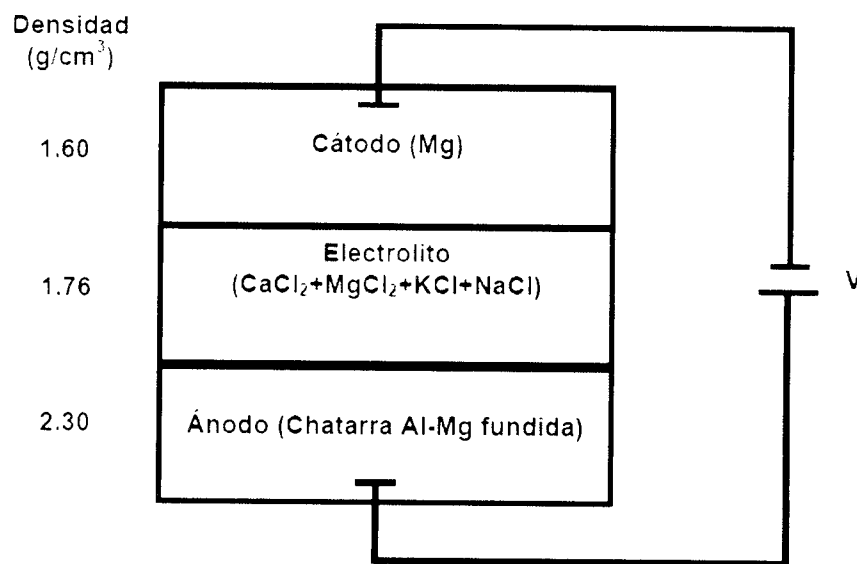 Densidad
(g/cm³)
1.60
Cátodo (Mg)
Electrolito
(CaCl₂+MgCl₂+KCl+NaCl)
1.76
V
2.30
Ánodo (Chatarra Al-Mg fundida)